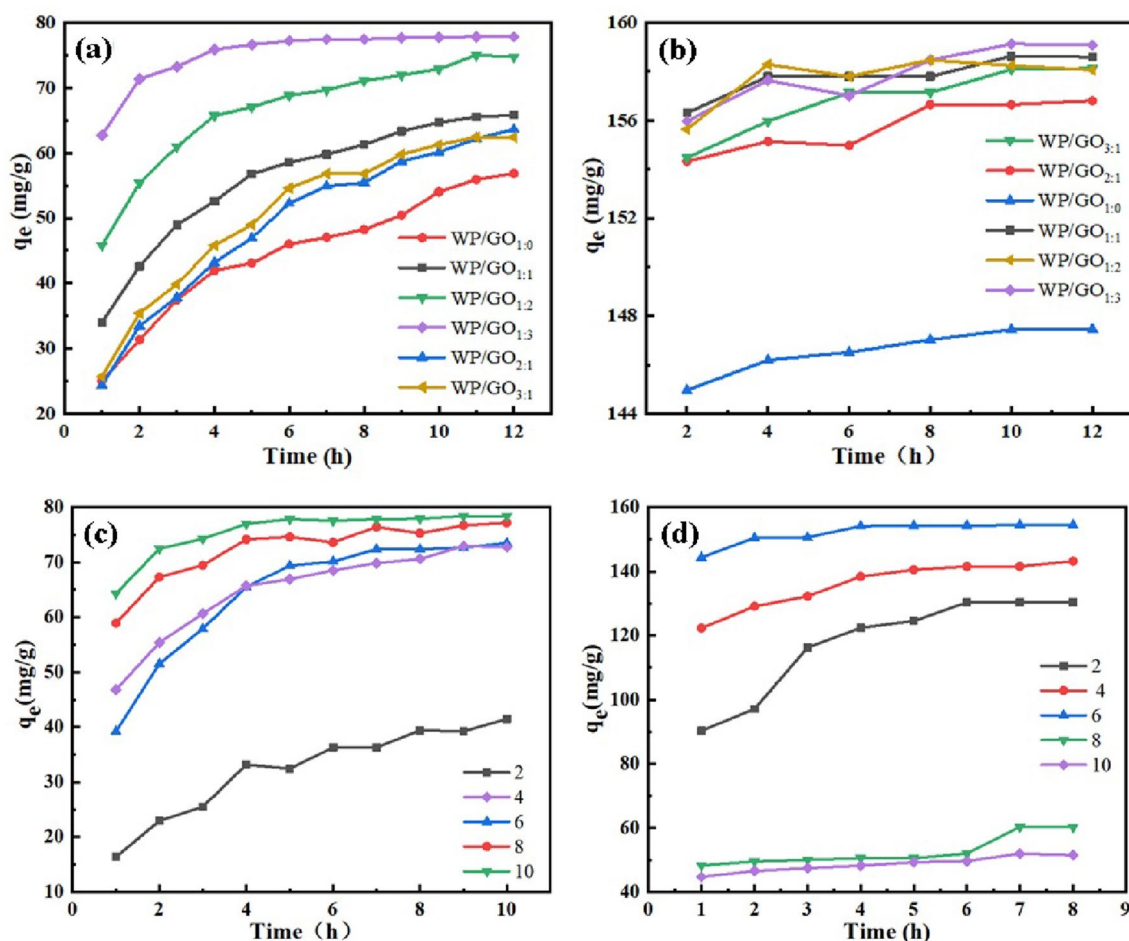 (a)
80
70
60
50
40
30
20
qe (mg/g)
WP/GO1:0
WP/GO1:1
WP/GO1:2
WP/GO1:3
WP/GO2:1
WP/GO3:1
0 2 4 6 8 10 12
Time (h)
(b)
160
156
152
148
144
qe (mg/g)
WP/GO3:1
WP/GO2:1
WP/GO1:0
WP/GO1:1
WP/GO1:2
WP/GO1:3
2 4 6 8 10 12
Time（h）
(c)
80
70
60
50
40
30
20
10
qe(mg/g)
2
4
6
8
10
0 2 4 6 8 10
Time（h）
(d)
160
140
120
100
80
60
40
qe(mg/g)
2
4
6
8
10
0 1 2 3 4 5 6 7 8 9
Time (h)